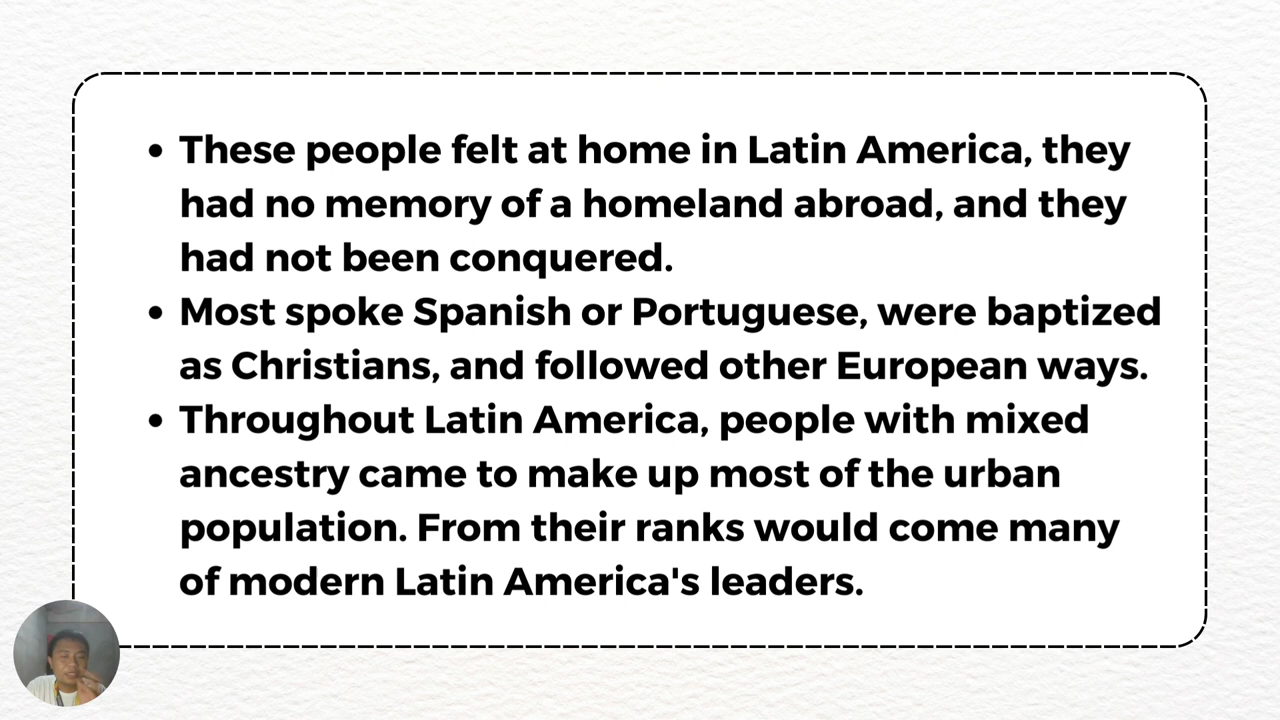 • These people felt at home in Latin America, they
had no memory of a homeland abroad, and they
had not been conquered.
• Most spoke Spanish or Portuguese, were baptized
as Christians, and followed other European ways.
• Throughout Latin America, people with mixed
ancestry came to make up most of the urban
population. From their ranks would come many
of modern Latin America's leaders.